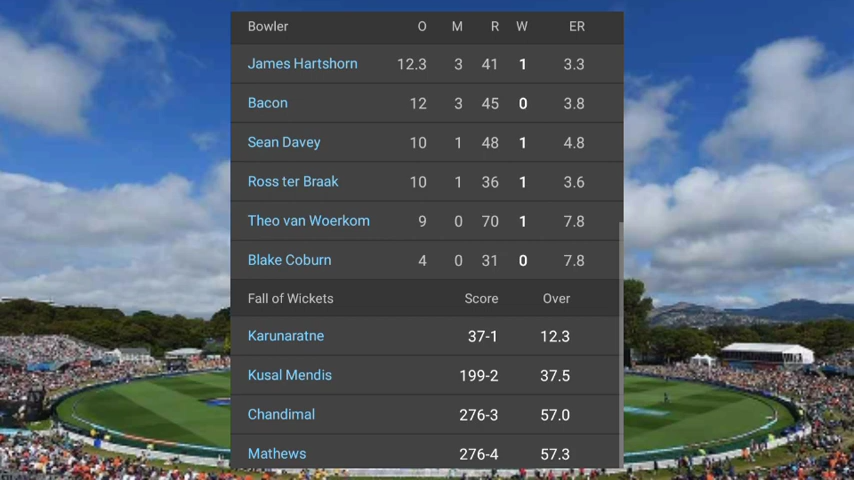 Bowler O M R W ER
James Hartshorn 12.3 3 41 1 3.3
Bacon 12 3 45 0 3.8
Sean Davey 10 1 48 1 4.8
Ross ter Braak 10 1 36 1 3.6
Theo van Woerkom 9 0 70 1 7.8
Blake Coburn 4 0 31 0 7.8
Fall of Wickets Score Over
Karunaratne 37-1 12.3
Kusal Mendis 199-2 37.5
Chandimal 276-3 57.0
Mathews 276-4 57.3